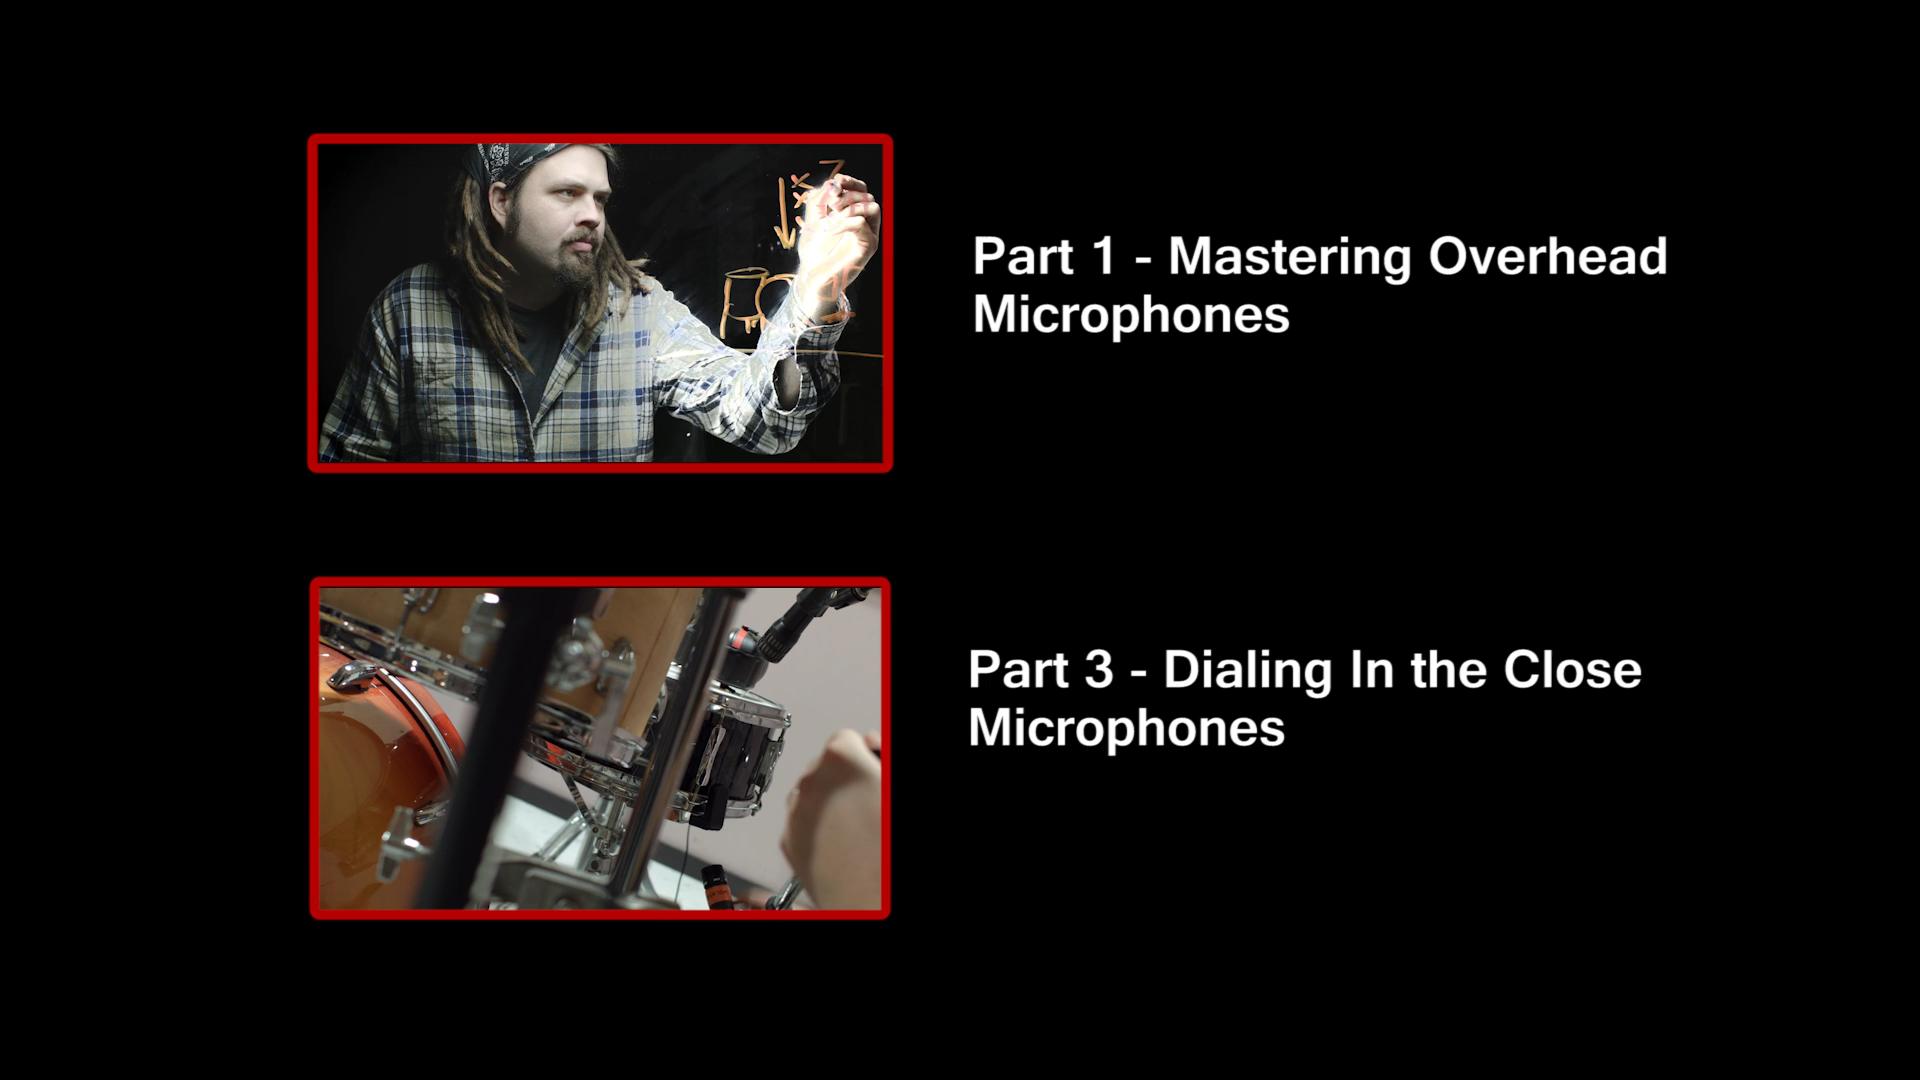 Part 1 - Mastering Overhead
Microphones
Part 3 - Dialing In the Close
Microphones